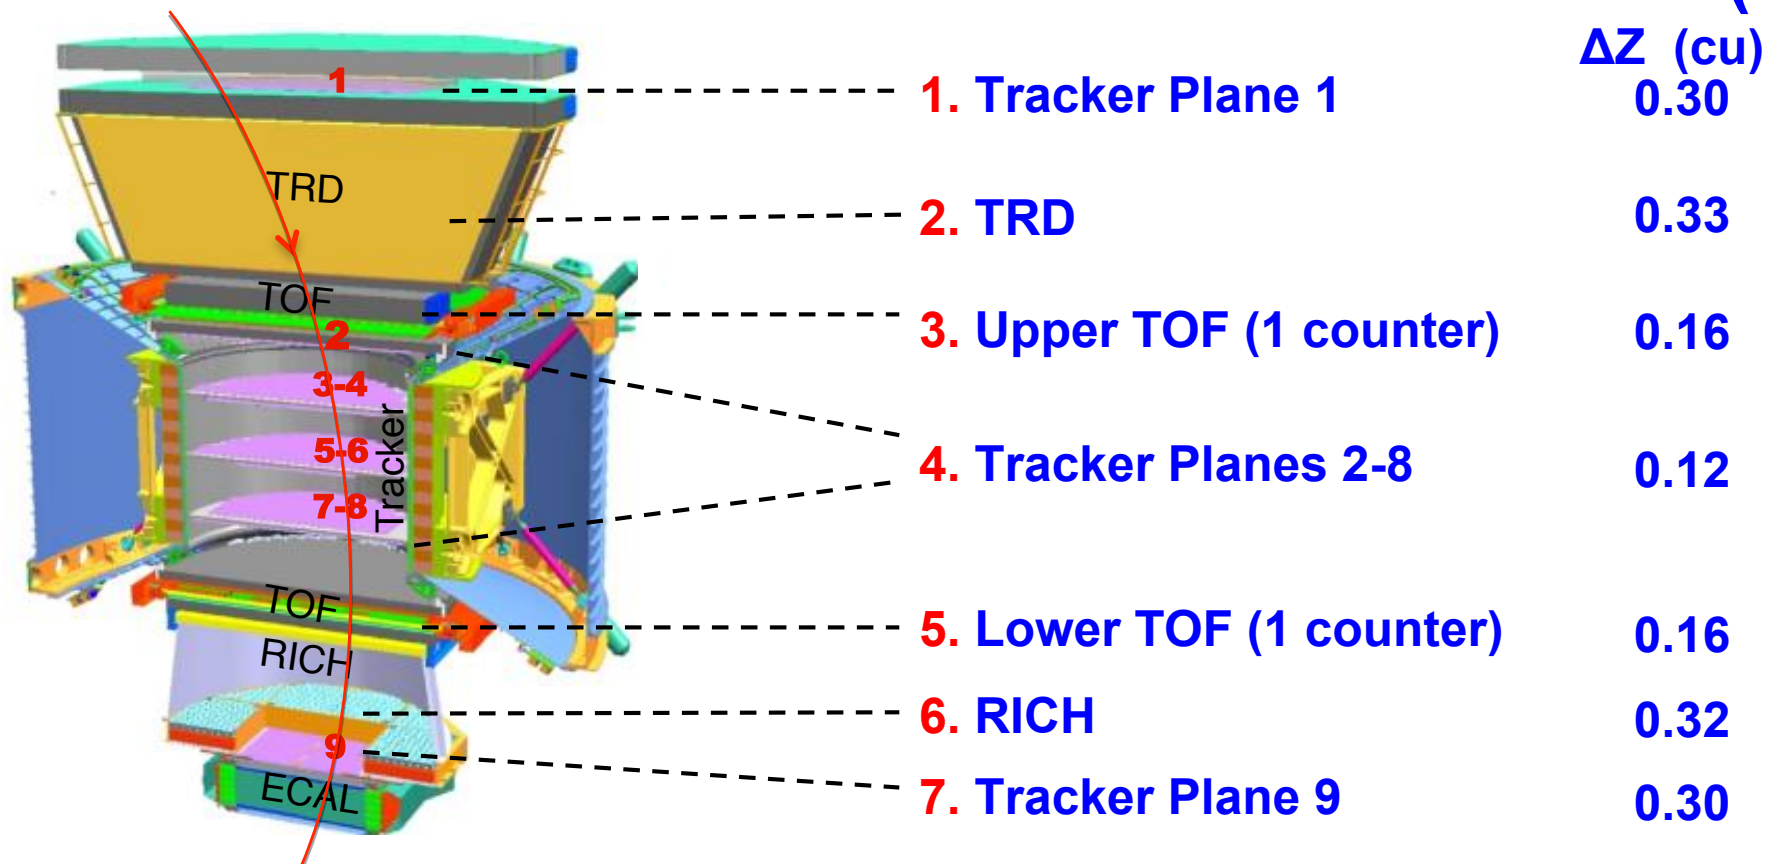 (
ΔZ (cu)
1
1. Tracker Plane 1 0.30
TRD
2. TRD 0.33
TOF
2
3. Upper TOF (1 counter) 0.16
3-4
5-6
Tracker
4. Tracker Planes 2-8 0.12
7-8
TOF
5. Lower TOF (1 counter) 0.16
RICH
6. RICH 0.32
9
ECAL
7. Tracker Plane 9 0.30